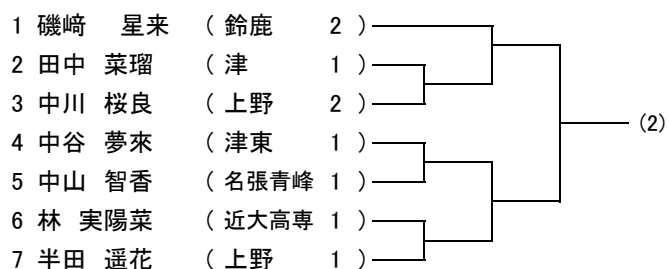 1 磯﨑 星来 ( 鈴鹿 2 )
2 田中 菜瑠 ( 津 1 )
3 中川 桜良 ( 上野 2 )
(2)
4 中谷 夢來 ( 津東 1 )
5 中山 智香 ( 名張青峰 1 )
6 林 実陽菜 ( 近大高専 1 )
7 半田 遥花 ( 上野 1 )